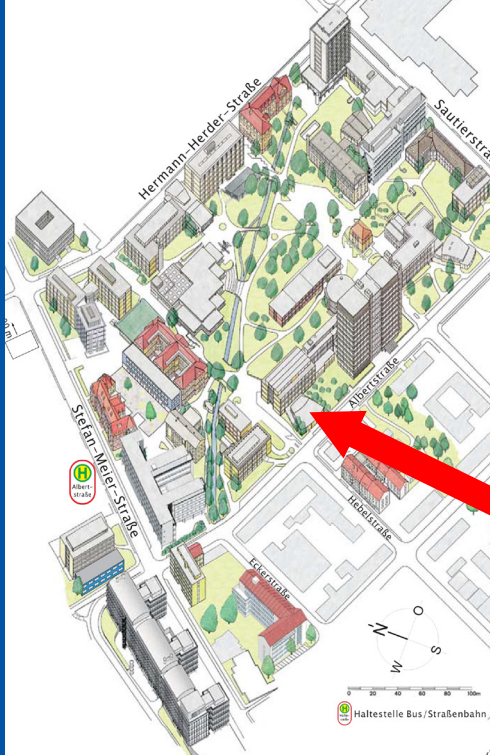 Hermann-Herder-Straße
Sautierstra
00 m
Albertstraße
Stefan-Meier-Straße
H
Albert-
straße
Hebelstraße
Eckerstraße
N
O
S
W
0 20 40 60 80 100m
H Haltestelle Bus/Straßenbahn